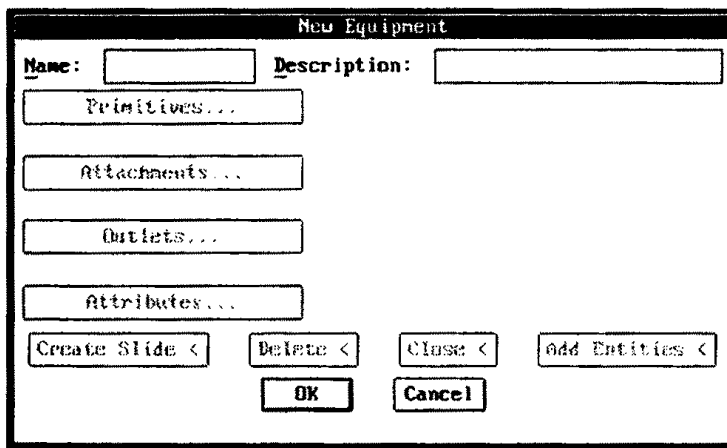 New Equipment
Name: Description:
Primitives...
Attachments...
Outlets...
Attributes...
Create Slide < Delete < Close < Add Entities <
OK Cancel